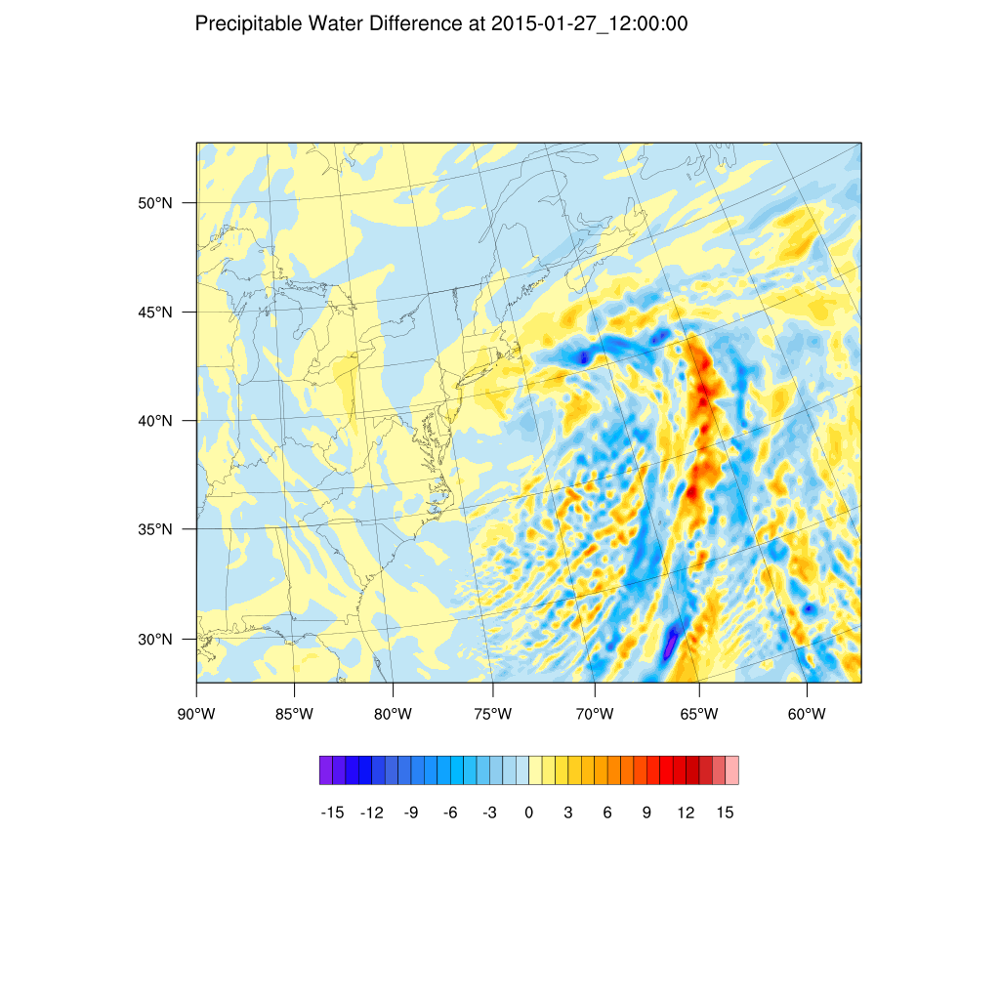 Precipitable Water Difference at 2015-01-27_12:00:00
50°N
45°N
40°N
35°N
30°N
90°W 85°W 80°W 75°W 70°W 65°W 60°W
-15 -12 -9 -6 -3 0 3 6 9 12 15